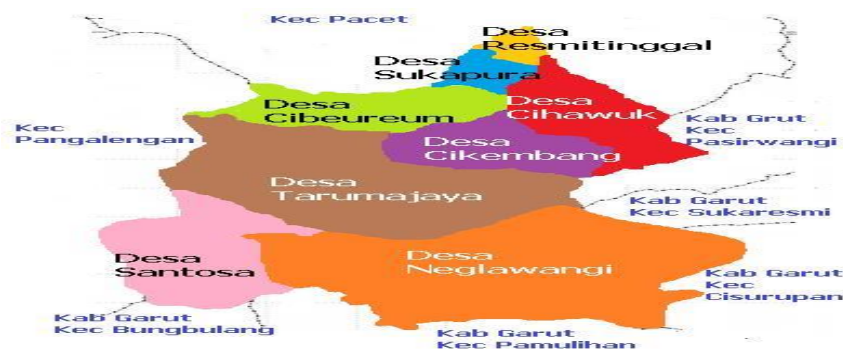 Kec Pacet
Desa
Resmitinggal
Desa
Sukapura
Desa
Cibeureum
Desa
Cihawuk
Kab Grut
Kec
Pasirwangi
Kec
Pangalengan
Desa
Cikembang
Desa
Tarumajaya
Kab Garut
Kec Sukaresmi
Desa
Santosa
Desa
Neglawangi
Kab Garut
Kec
Cisurupan
Kab Garut
Kec Bungbulang
Kab Garut
Kec Pamulihan